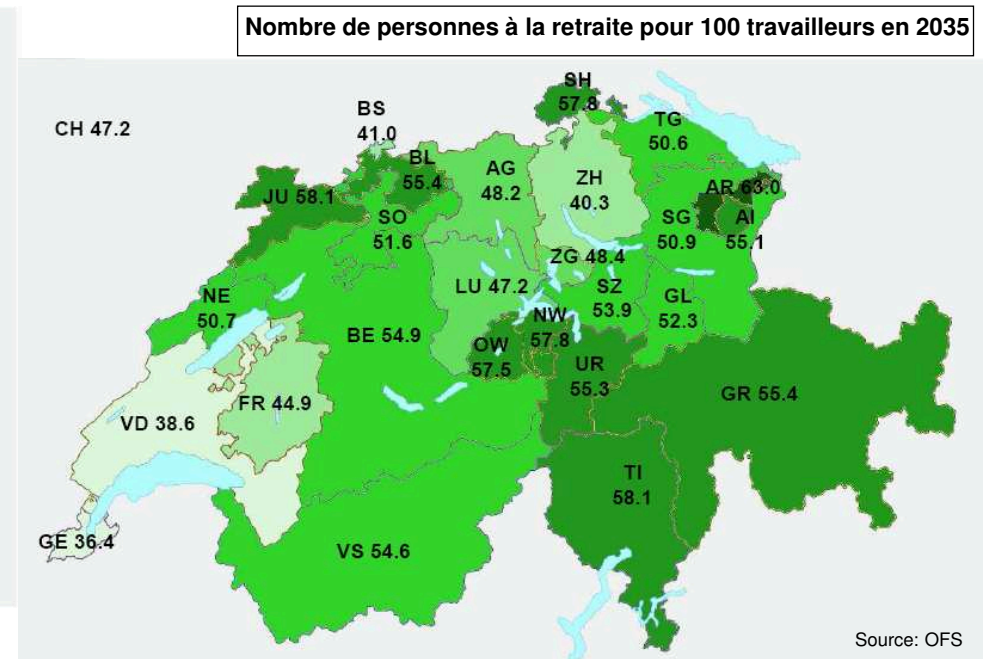 Nombre de personnes à la retraite pour 100 travailleurs en 2035
SH
57.8
BS
41.0
CH 47.2
TG
50.6
BL
55.4
AG
48.2
ZH
40.3
JU 58.1
AR 63.0
SO
51.6
SG
50.9
AI
55.1
ZG 48.4
LU 47.2
SZ
53.9
NE
50.7
GL
52.3
NW
57.8
BE 54.9
OW
57.5
UR
55.3
GR 55.4
FR 44.9
VD 38.6
TI
58.1
GE 36.4
VS 54.6
Source: OFS